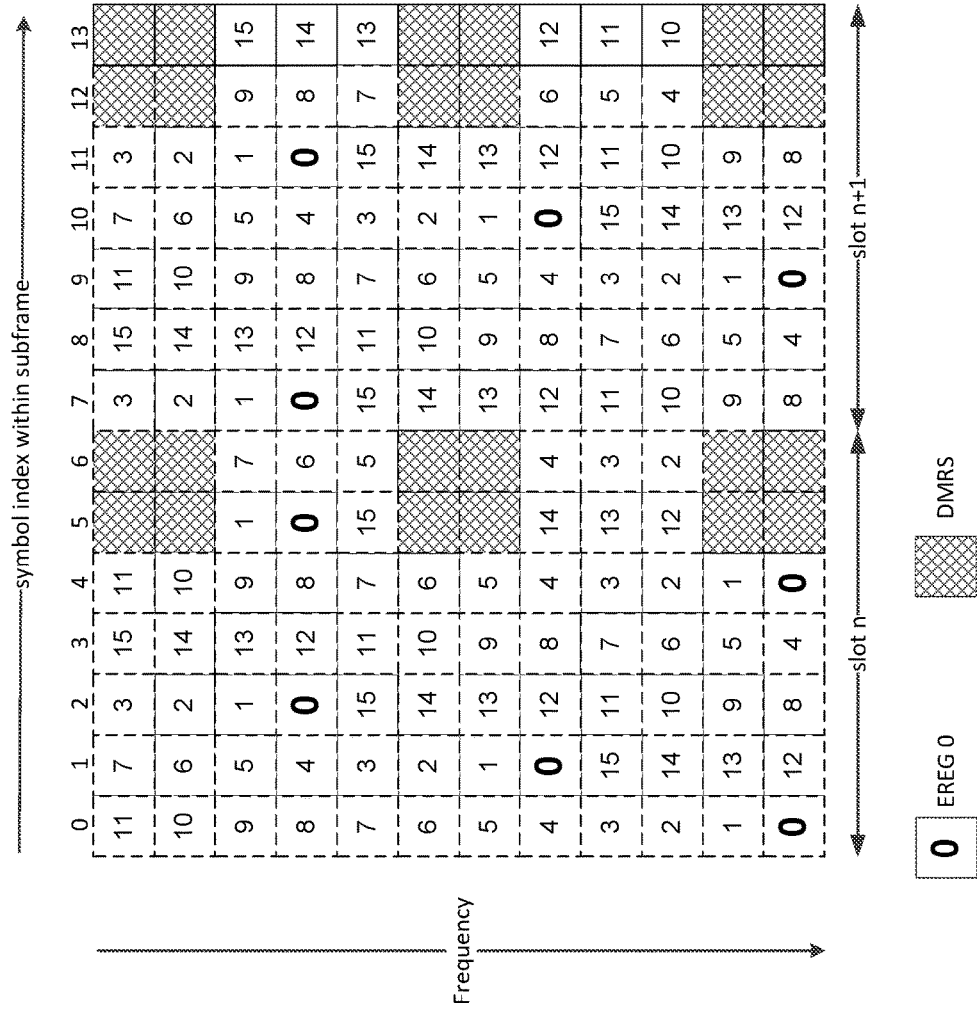 symbol index within subframe
0 1 2 3 4 5 6 7 8 9 10 11 12 13
11 7 3 15 11 3 15 11 7 3
10 6 2 14 10 2 14 10 6 2
9 5 1 13 9 1 7 1 13 9 5 1 9 15
8 4 0 12 8 0 6 0 12 8 4 0 8 14
7 3 15 11 7 15 5 15 11 7 3 15 7 13
6 2 14 10 6 14 10 6 2 14
5 1 13 9 5 13 9 5 1 13
4 0 12 8 4 14 4 12 8 4 0 12 6 12
3 15 11 7 3 13 3 11 7 3 15 11 5 11
2 14 10 6 2 12 2 10 6 2 14 10 4 10
1 13 9 5 1 9 5 1 13 9
0 12 8 4 0 8 4 0 12 8
Frequency
slot n
slot n+1
0 EREG 0
DMRS